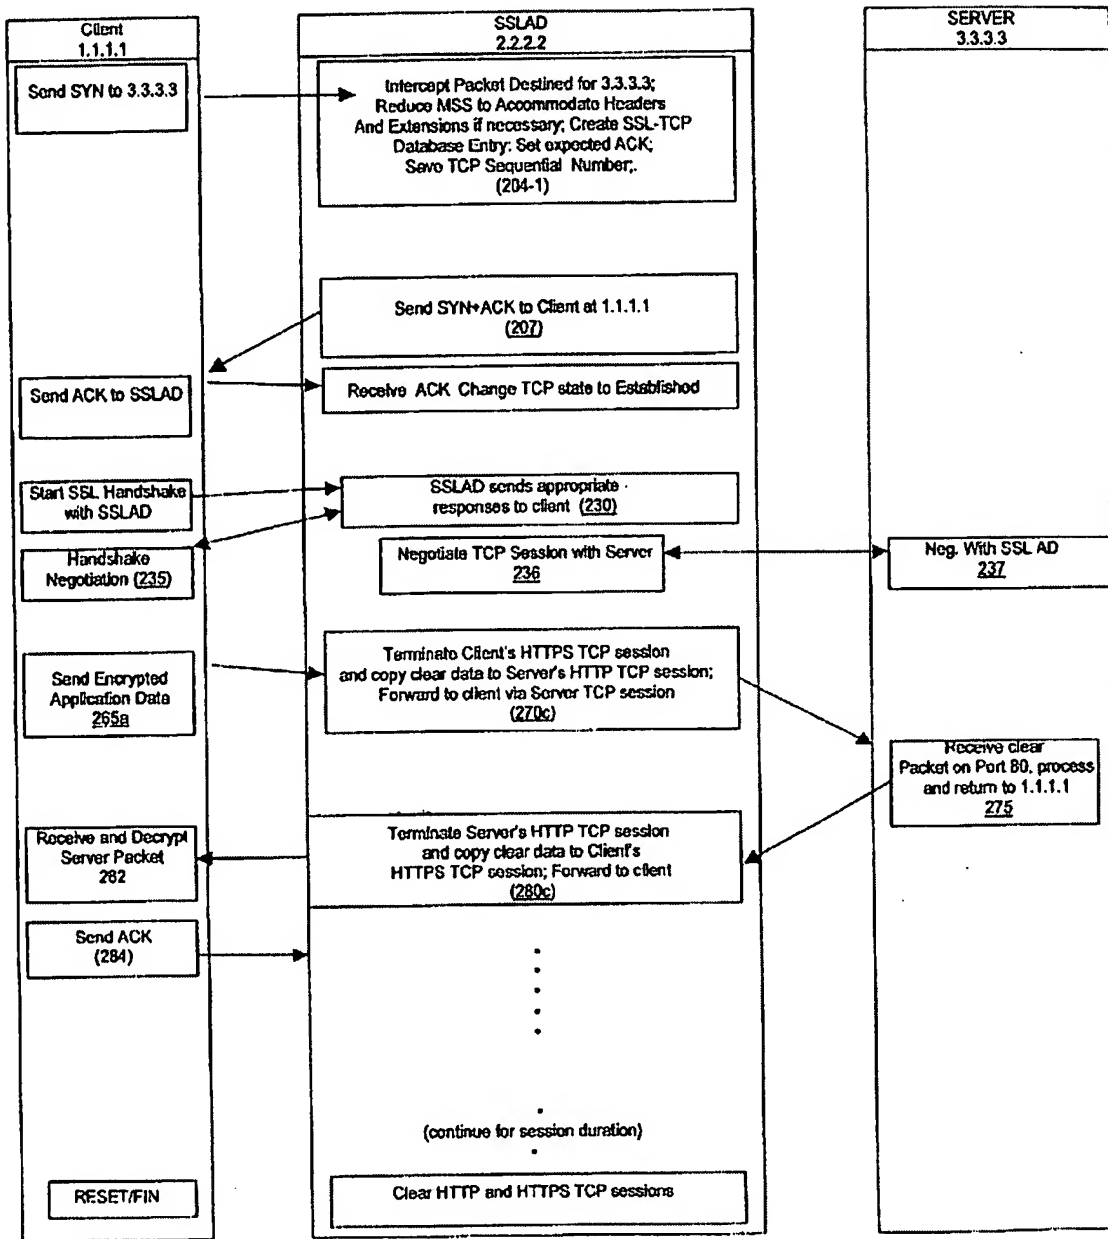 Client
1.1.1.1
SSLAD
2.2.2.2
SERVER
3.3.3.3
Send SYN to 3.3.3.3
Intercept Packet Destined for 3.3.3.3;
Reduce MSS to Accommodate Headers
And Extensions if necessary; Create SSL-TCP
Database Entry: Set expected ACK;
Save TCP Sequential Number;.
(204-1)
Send SYN+ACK to Client at 1.1.1.1
(207)
Send ACK to SSLAD
Receive ACK Change TCP state to Established
Start SSL Handshake
with SSLAD
SSLAD sends appropriate
responses to client (230)
Handshake
Negotiation (235)
Negotiate TCP Session with Server
236
Neg. With SSL AD
237
Send Encrypted
Application Data
265a
Terminate Client's HTTPS TCP session
and copy clear data to Server's HTTP TCP session;
Forward to client via Server TCP session
(270c)
Receive clear
Packet on Port 80, process
and return to 1.1.1.1
275
Receive and Decrypt
Server Packet
282
Terminate Server's HTTP TCP session
and copy clear data to Client's
HTTPS TCP session; Forward to client
(280c)
Send ACK
(284)
(continue for session duration)
RESET/FIN
Clear HTTP and HTTPS TCP sessions